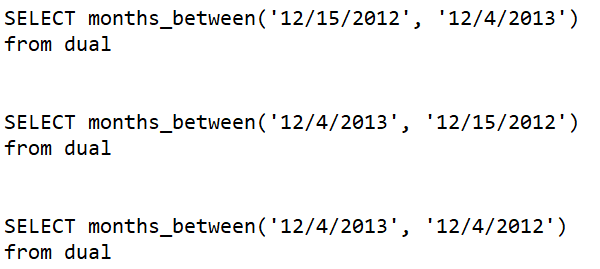 SELECT months_between('12/15/2012', '12/4/2013')
from dual
SELECT months_between('12/4/2013', '12/15/2012')
from dual
SELECT months_between('12/4/2013', '12/4/2012')
from dual